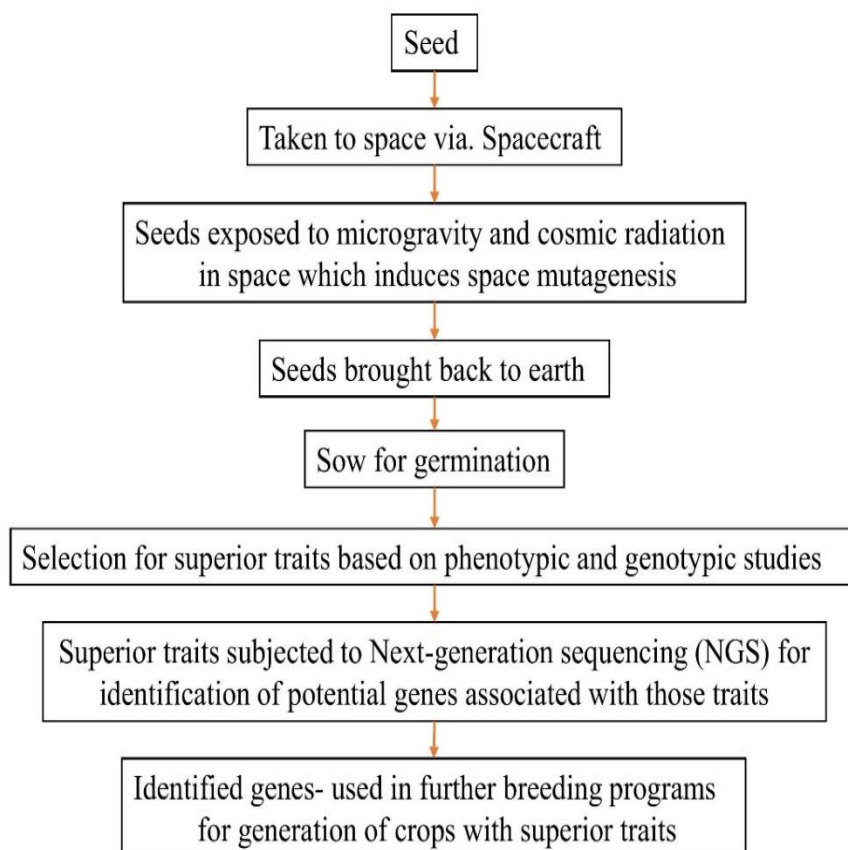 Seed
Taken to space via. Spacecraft
Seeds exposed to microgravity and cosmic radiation
in space which induces space mutagenesis
Seeds brought back to earth
Sow for germination
Selection for superior traits based on phenotypic and genotypic studies
Superior traits subjected to Next-generation sequencing (NGS) for
identification of potential genes associated with those traits
Identified genes- used in further breeding programs
for generation of crops with superior traits